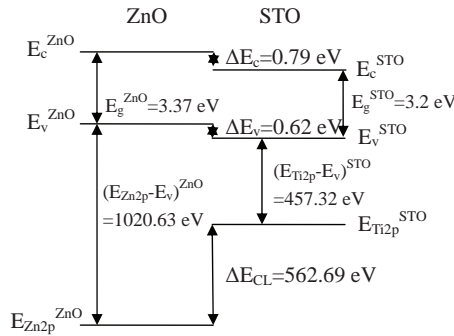 ZnO STO
E_c^ZnO ΔE_c=0.79 eV E_c^STO
E_g^ZnO=3.37 eV E_g^STO=3.2 eV
E_v^ZnO ΔE_v=0.62 eV E_v^STO
(E_Zn2p-E_v)^ZnO (E_Ti2p-E_v)^STO
=1020.63 eV =457.32 eV
E_Ti2p^STO
ΔE_CL=562.69 eV
E_Zn2p^ZnO